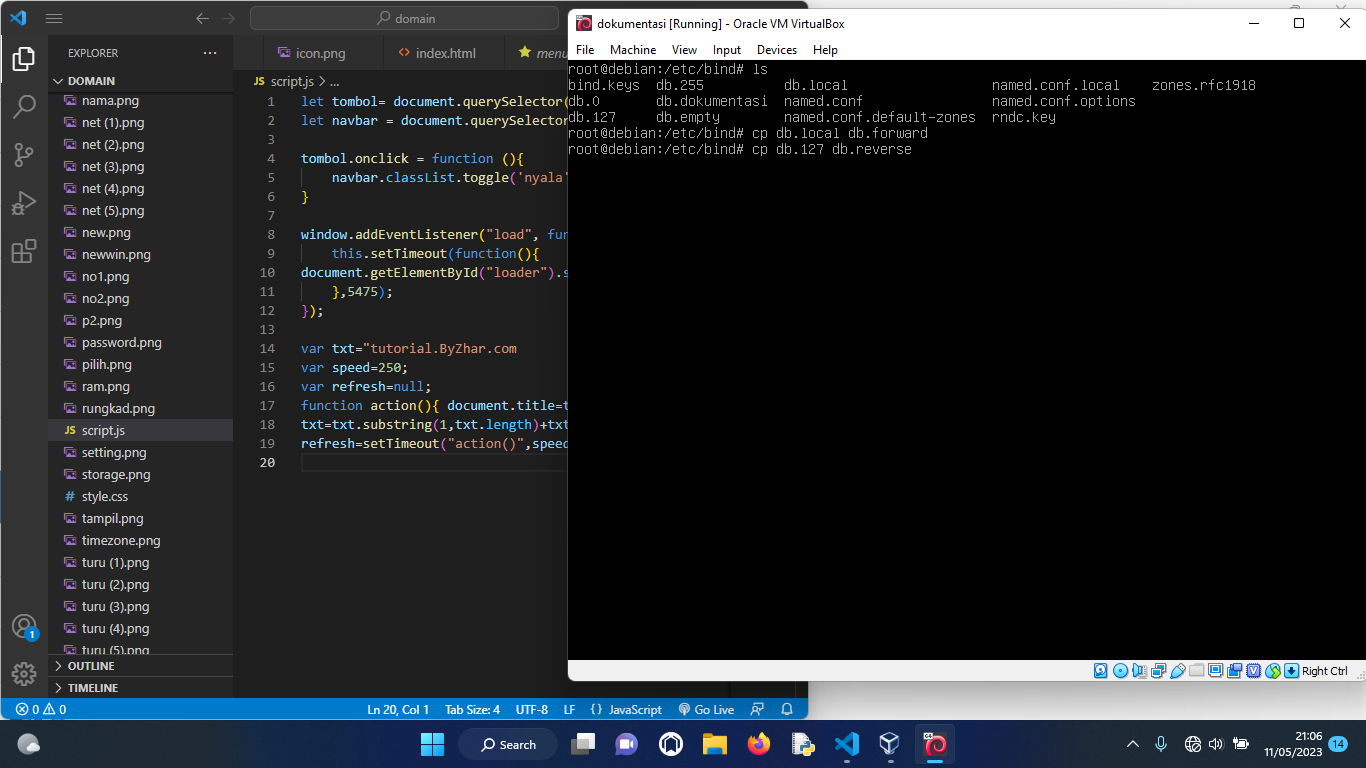 domain
EXPLORER
DOMAIN
nama.png
net (1).png
net (2).png
net (3).png
net (4).png
net (5).png
new.png
newwin.png
no1.png
no2.png
p2.png
password.png
pilih.png
ram.png
rungkad.png
JS script.js
setting.png
storage.png
# style.css
tampil.png
timezone.png
turu (1).png
turu (2).png
turu (3).png
turu (4).png
turu (5).png
OUTLINE
TIMELINE
1
icon.png <> index.html menu
JS script.js > ...
1 let tombol= document.querySelector(
2 let navbar = document.querySelector
3
4 tombol.onclick = function (){
5 navbar.classList.toggle('nyala'
6 }
7
8 window.addEventListener("load", fun
9 this.setTimeout(function(){
10 document.getElementById("loader").s
11 },5475);
12 });
13
14 var txt="tutorial.ByZhar.com
15 var speed=250;
16 var refresh=null;
17 function action(){ document.title=t
18 txt=txt.substring(1,txt.length)+txt
19 refresh=setTimeout("action()",speed
20
0 0 Ln 20, Col 1 Tab Size: 4 UTF-8 LF {} JavaScript Go Live
dokumentasi [Running] - Oracle VM VirtualBox
File Machine View Input Devices Help
root@debian:/etc/bind# ls
bind.keys db.255 db.local named.conf.local zones.rfc1918
db.0 db.dokumentasi named.conf named.conf.options
db.127 db.empty named.conf.default-zones rndc.key
root@debian:/etc/bind# cp db.local db.forward
root@debian:/etc/bind# cp db.127 db.reverse
Right Ctrl
Search
64
21:06
11/05/2023
14